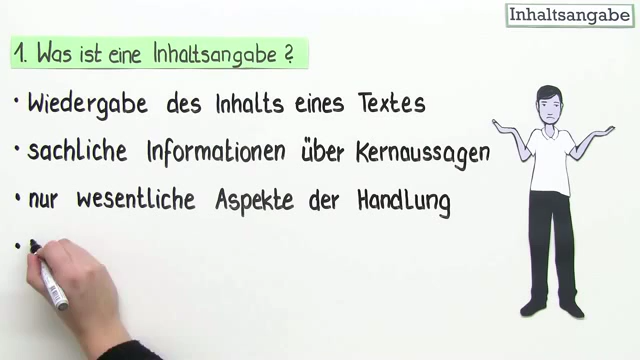 Inhaltsangabe
1. Was ist eine Inhaltsangabe?
• Wiedergabe des Inhalts eines Textes
• sachliche Informationen über Kernaussagen
• nur wesentliche Aspekte der Handlung
•